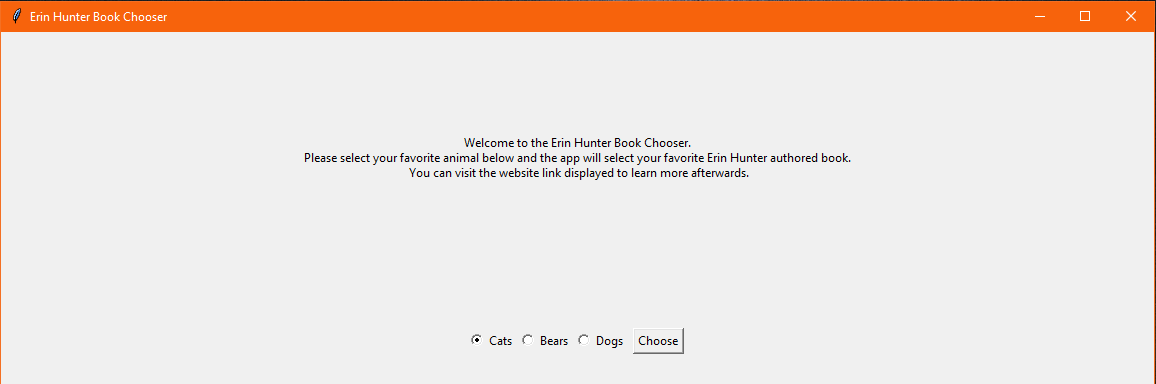 Erin Hunter Book Chooser
Welcome to the Erin Hunter Book Chooser.
Please select your favorite animal below and the app will select your favorite Erin Hunter authored book.
You can visit the website link displayed to learn more afterwards.
Cats Bears Dogs Choose